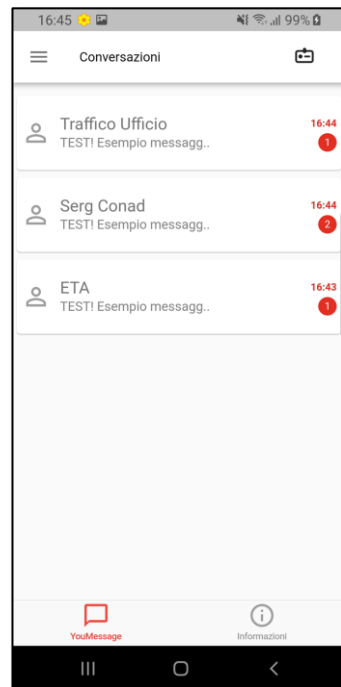 16:45
99%
Conversazioni
Traffico Ufficio
16:44
TEST! Esempio messagg..
1
Serg Conad
16:44
TEST! Esempio messagg..
2
ETA
16:43
TEST! Esempio messagg..
1
YouMessage
Informazioni